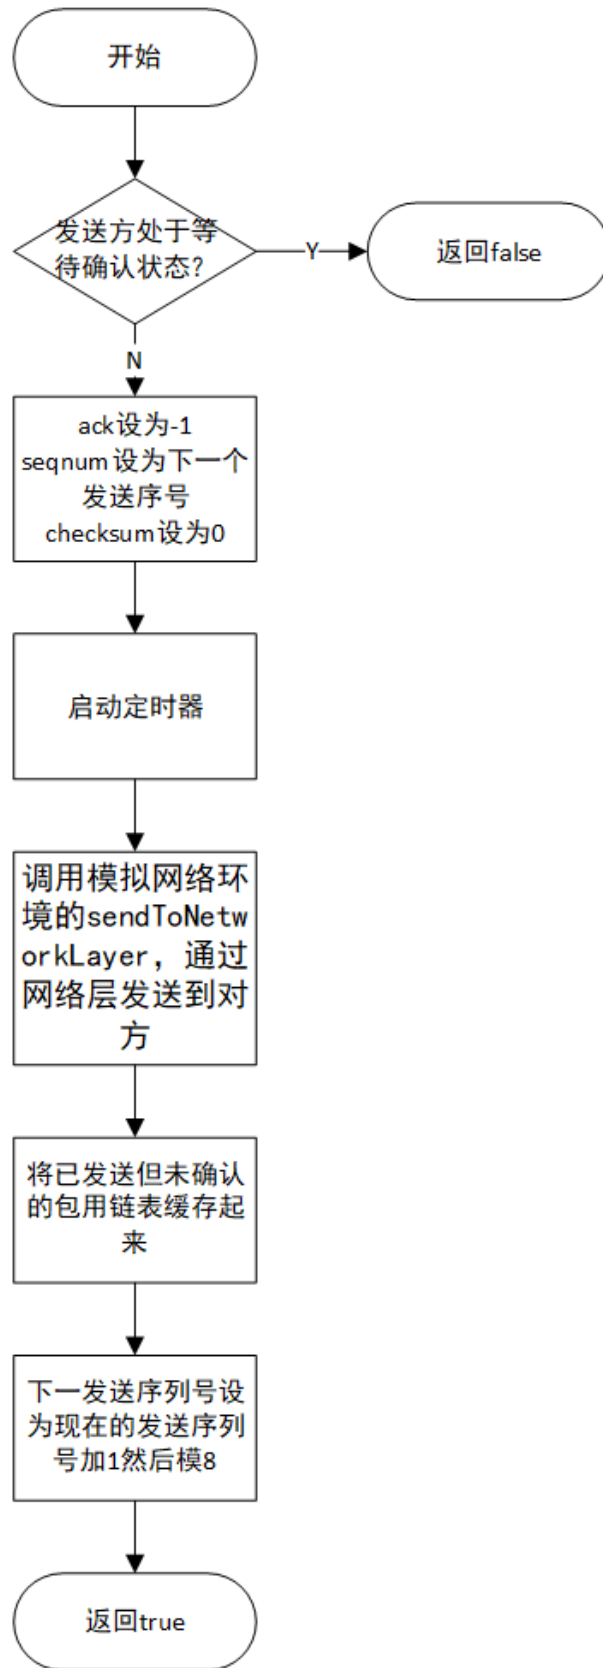 开始
发送方处于等
待确认状态?
Y
返回false
N
ack设为-1
seqnum设为下一个
发送序号
checksum设为0
启动定时器
调用模拟网络环
境的sendToNetw
orkLayer，通过
网络层发送到对
方
将已发送但未确认
的包用链表缓存起
来
下一发送序列号设
为现在的发送序列
号加1然后模8
返回true